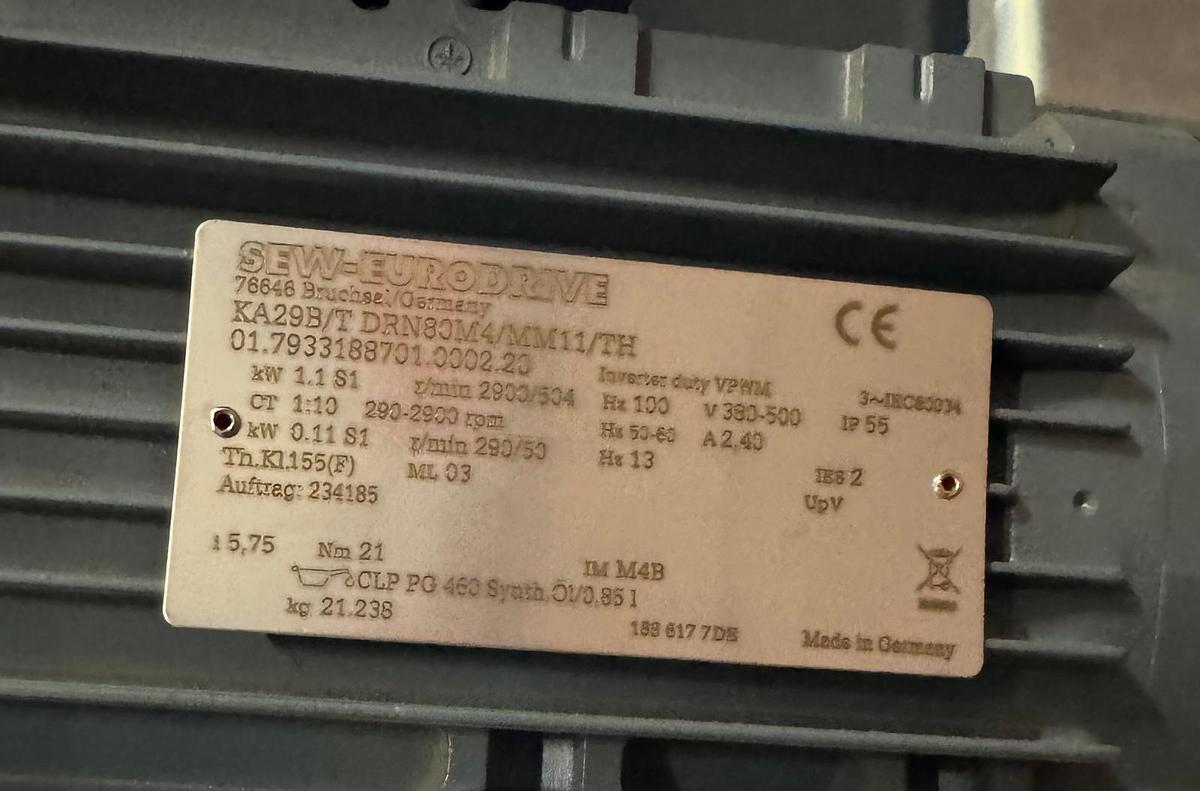 SEW-EURODRIVE
76646 Bruchsal/Germany
KA29B/T DRN80M4/MM11/TH
01.7933188701.0002.20
Inverter duty VPWM
3~IEC60034
kW 1.1 S1 r/min 2900/504 Hz 100 V 380-500 IP 55
CT 1:10 290-2900 rpm Hz 50-60 A 2,40
kW 0.11 S1 r/min 290/50 Hz 13
Th.Kl.155(F) ML 03 IES 2
Auftrag: 234185 UpV
i 5,75 Nm 21 IM M4B
CLP PG 460 Synth.Öl/0,85 l
kg 21.238
188 617 7DE Made in Germany
CE